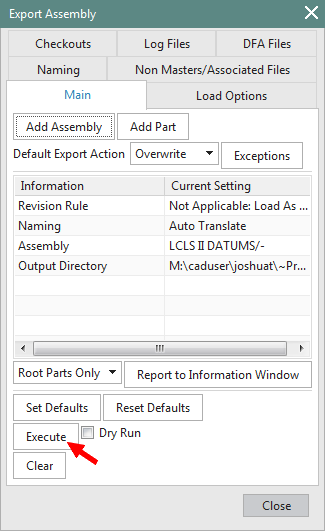 Export Assembly
Checkouts Log Files DFA Files
Naming Non Masters/Associated Files
Main Load Options
Add Assembly Add Part
Default Export Action Overwrite Exceptions
Information Current Setting
Revision Rule Not Applicable: Load As ...
Naming Auto Translate
Assembly LCLS II DATUMS/-
Output Directory M:\caduser\joshuat\~Pr...
Root Parts Only Report to Information Window
Set Defaults Reset Defaults
Execute Dry Run
Clear
Close